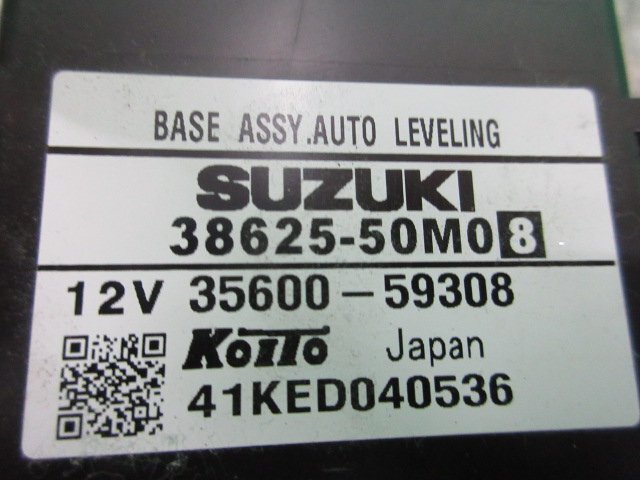 BASE ASSY.AUTO LEVELING
SUZUKI
38625-50M08
12V 35600-59308
KOITO Japan
41KED040536